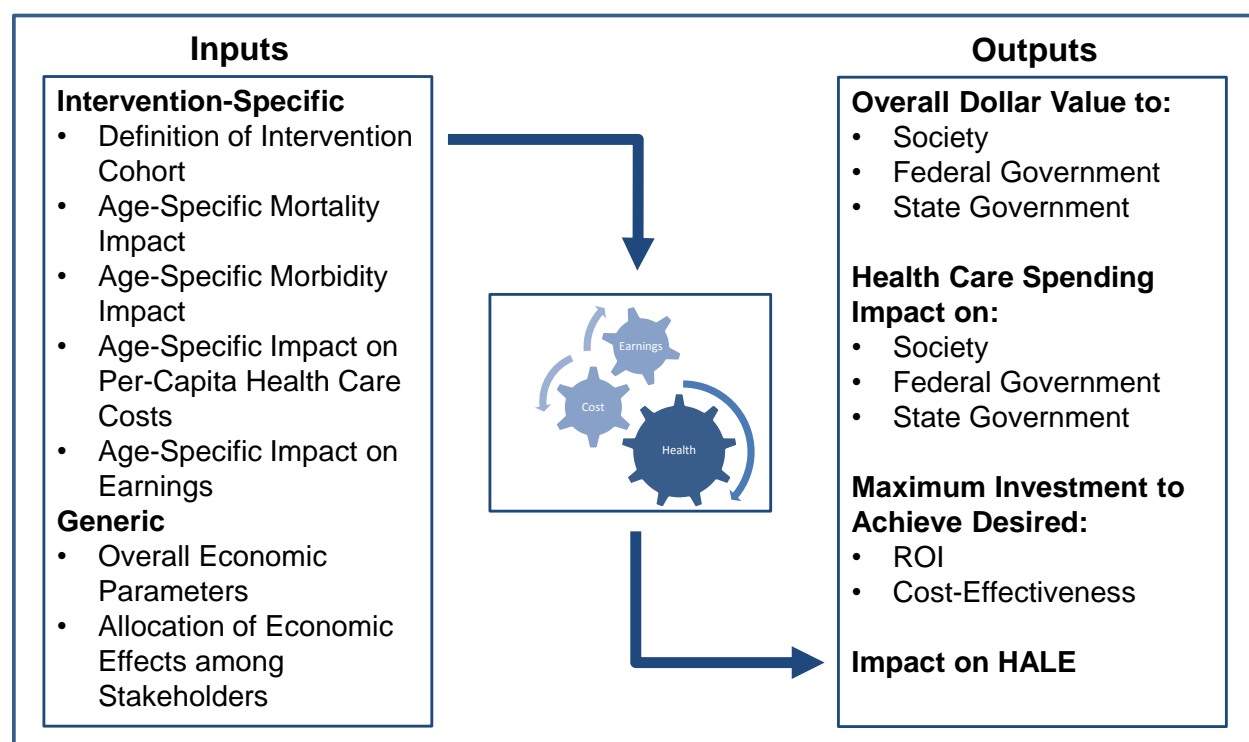 Inputs
Intervention-Specific
• Definition of Intervention
Cohort
• Age-Specific Mortality
Impact
• Age-Specific Morbidity
Impact
• Age-Specific Impact on
Per-Capita Health Care
Costs
• Age-Specific Impact on
Earnings
Generic
• Overall Economic
Parameters
• Allocation of Economic
Effects among
Stakeholders
Earnings
Cost
Health
Outputs
Overall Dollar Value to:
• Society
• Federal Government
• State Government
Health Care Spending
Impact on:
• Society
• Federal Government
• State Government
Maximum Investment to
Achieve Desired:
• ROI
• Cost-Effectiveness
Impact on HALE